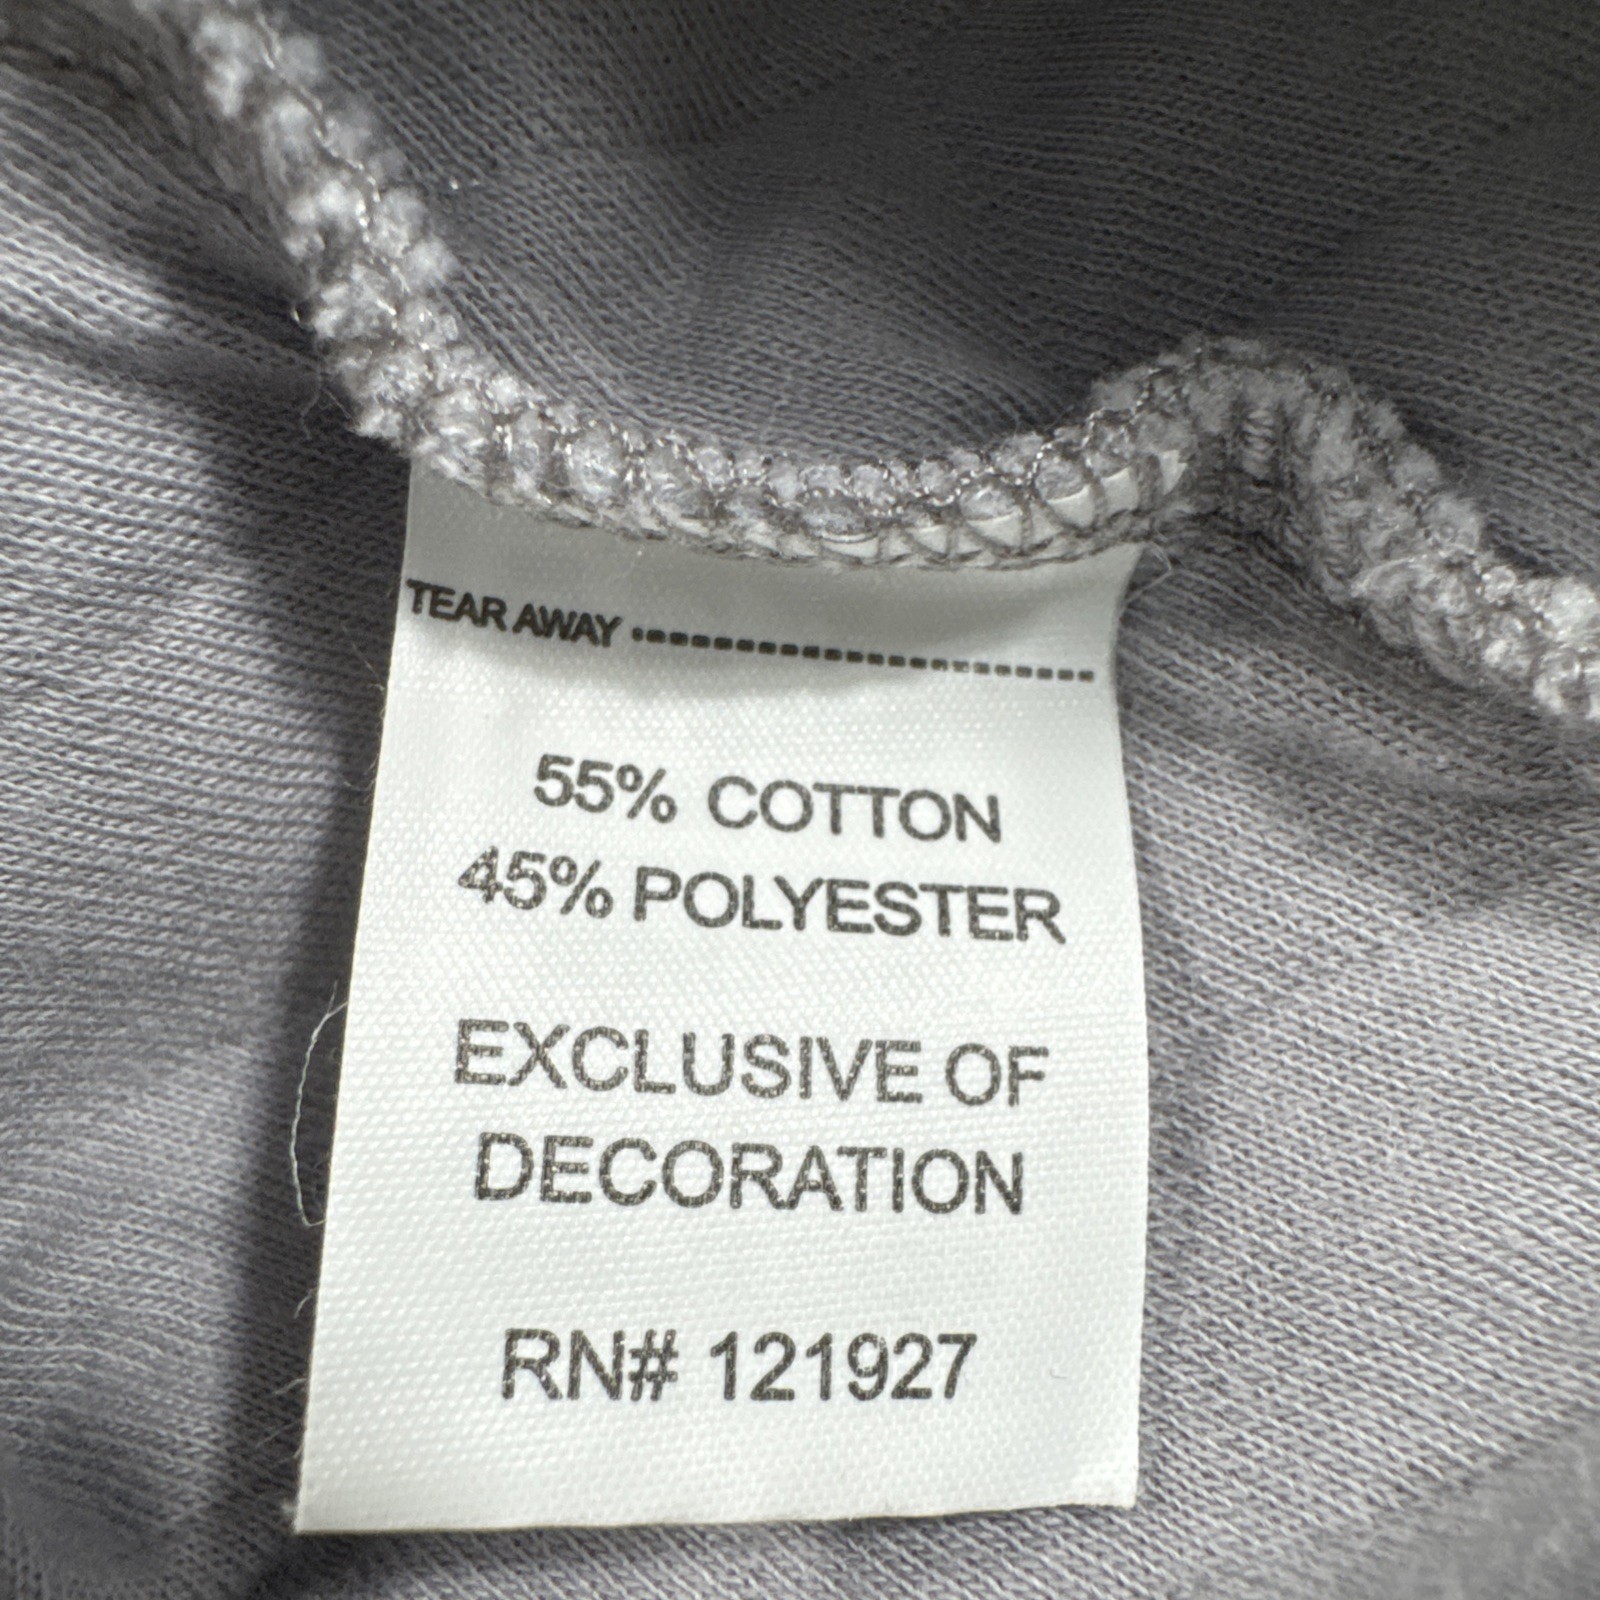 TEAR AWAY
55% COTTON
45% POLYESTER
EXCLUSIVE OF
DECORATION
RN# 121927